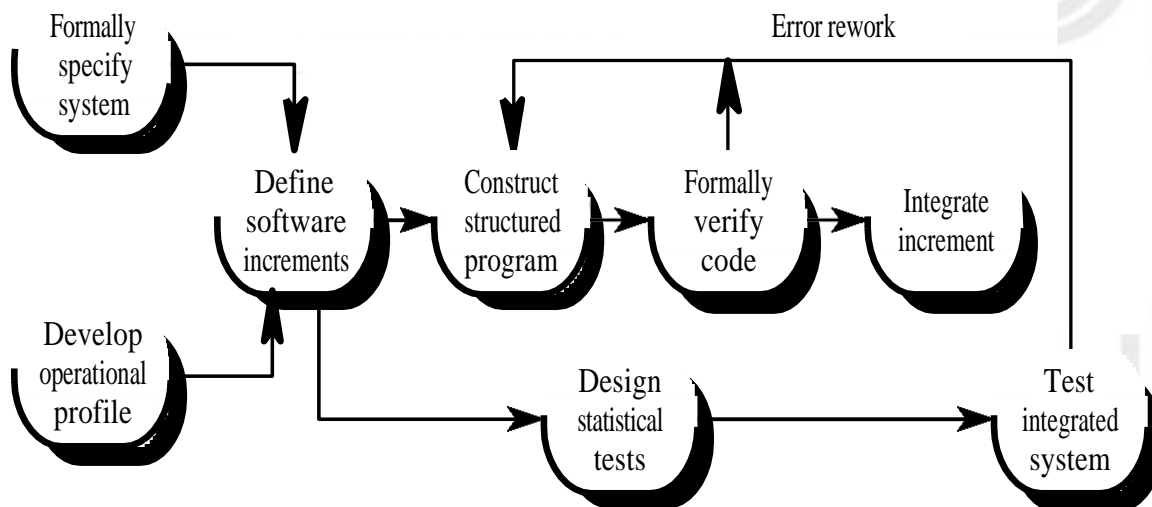 Formally
specify
system
Error rework
Define
software
increments
Construct
structured
program
Formally
verify
code
Integrate
increment
Develop
operational
profile
Design
statistical
tests
Test
integrated
system